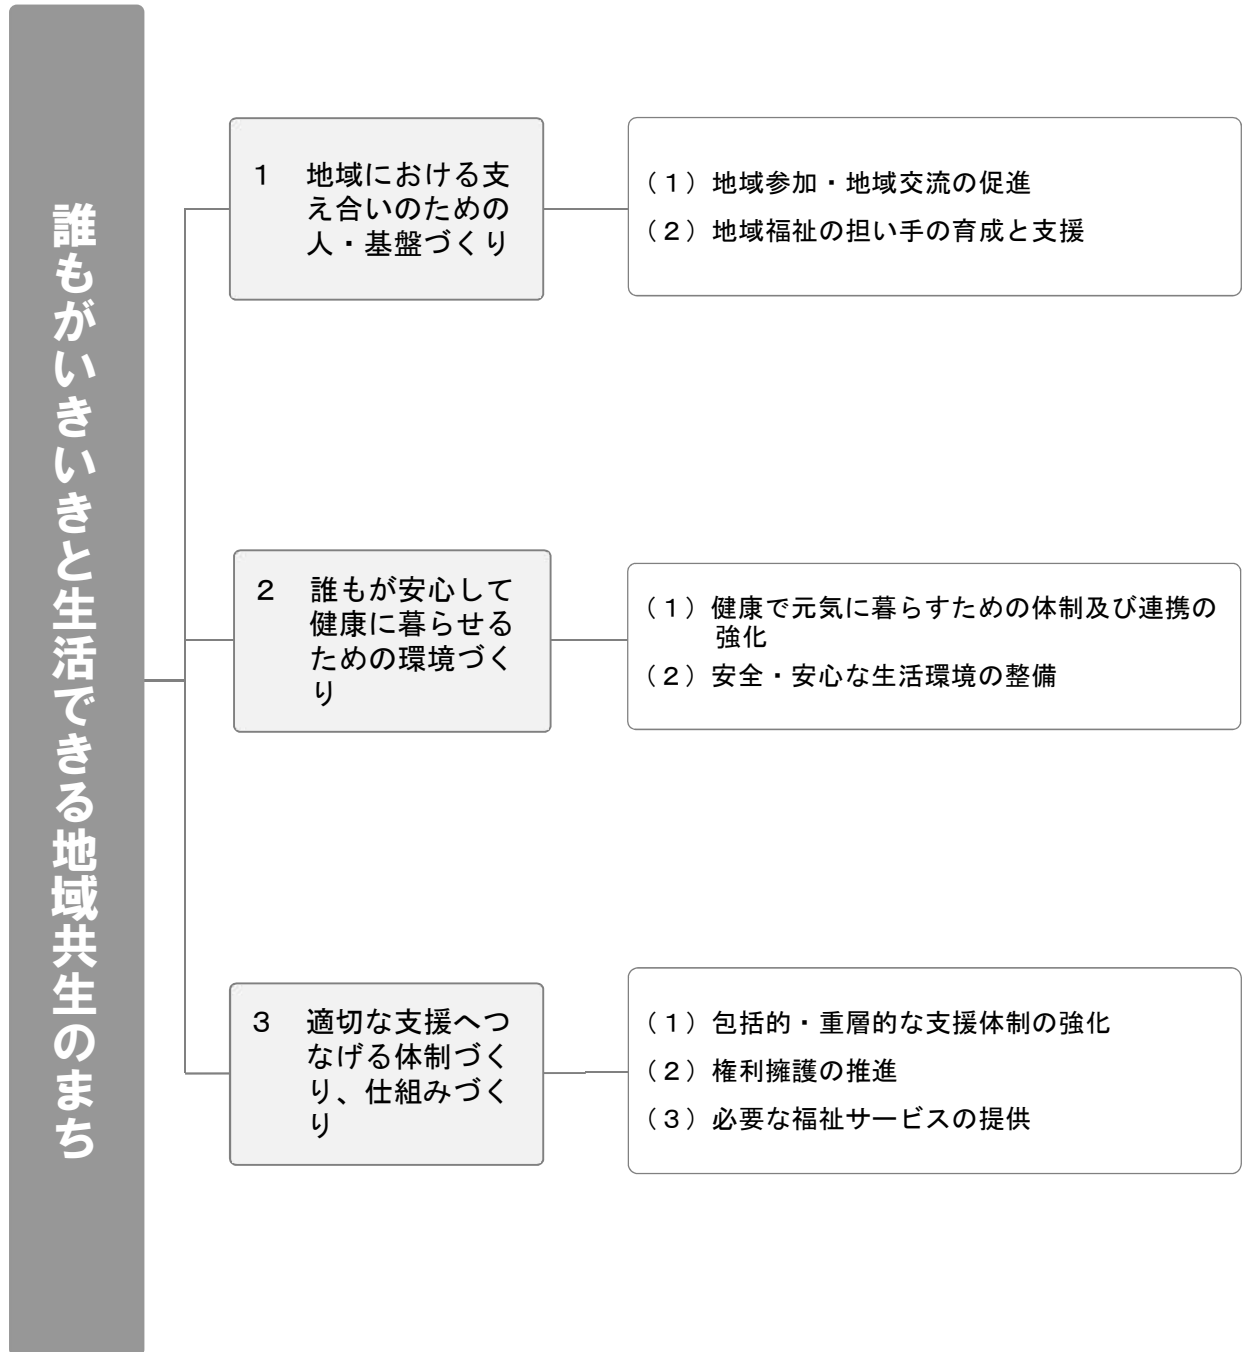 誰もがいきいきと生活できる地域共生のまち
1 地域における支
え合いのための
人・基盤づくり
（１）地域参加・地域交流の促進
（２）地域福祉の担い手の育成と支援
2 誰もが安心して
健康に暮らせる
ための環境づく
り
（１）健康で元気に暮らすための体制及び連携の
強化
（２）安全・安心な生活環境の整備
3 適切な支援へつ
なげる体制づく
り、仕組みづく
り
（１）包括的・重層的な支援体制の強化
（２）権利擁護の推進
（３）必要な福祉サービスの提供